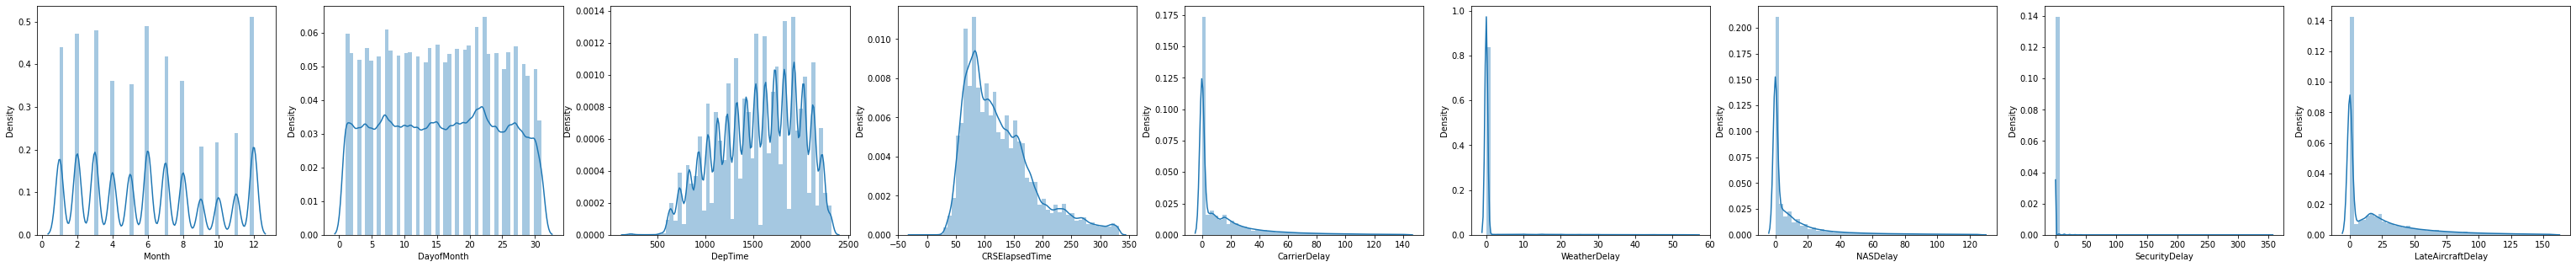 0.5
0.4
0.3
0.2
0.1
0.0
Density
0 2 4 6 8 10 12
Month
0.06
0.05
0.04
0.03
0.02
0.01
0.00
Density
0 5 10 15 20 25 30
DayofMonth
0.0014
0.0012
0.0010
0.0008
0.0006
0.0004
0.0002
0.0000
Density
500 1000 1500 2000 2500
DepTime
0.010
0.008
0.006
0.004
0.002
0.000
Density
−50 0 50 100 150 200 250 300 350
CRSElapsedTime
0.175
0.150
0.125
0.100
0.075
0.050
0.025
0.000
Density
0 20 40 60 80 100 120 140
CarrierDelay
1.0
0.8
0.6
0.4
0.2
0.0
Density
0 10 20 30 40 50 60
WeatherDelay
0.200
0.175
0.150
0.125
0.100
0.075
0.050
0.025
0.000
Density
0 20 40 60 80 100 120
NASDelay
0.14
0.12
0.10
0.08
0.06
0.04
0.02
0.00
Density
0 50 100 150 200 250 300 350
SecurityDelay
0.14
0.12
0.10
0.08
0.06
0.04
0.02
0.00
Density
0 25 50 75 100 125 150
LateAircraftDelay